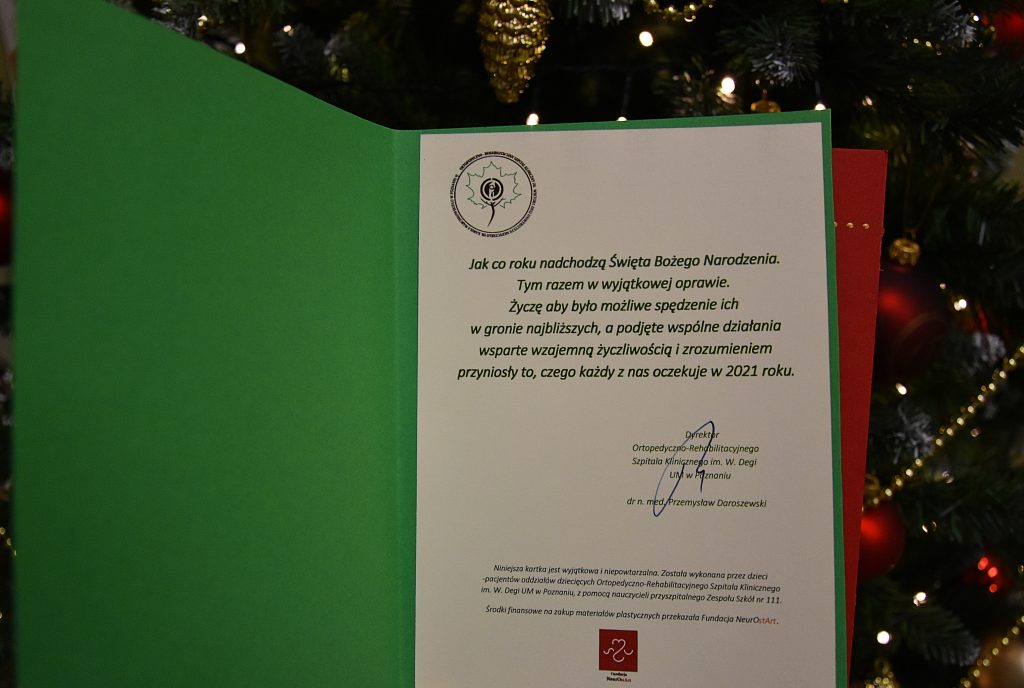 Jak co roku nadchodzą Święta Bożego Narodzenia.
Tym razem w wyjątkowej oprawie.
Życzę aby było możliwe spędzenie ich
w gronie najbliższych, a podjęte wspólne działania
wsparte wzajemną życzliwością i zrozumieniem
przyniosły to, czego każdy z nas oczekuje w 2021 roku.
Dyrektor
Ortopedyczno-Rehabilitacyjnego
Szpitala Klinicznego im. W. Degi
UM w Poznaniu
dr n. med. Przemysław Daroszewski
Niniejsza kartka jest wyjątkowa i niepowtarzalna. Została wykonana przez dzieci
-pacjentów oddziałów dziecięcych Ortopedyczno-Rehabilitacyjnego Szpitala Klinicznego
im. W. Degi UM w Poznaniu, z pomocą nauczycieli przyszpitalnego Zespołu Szkół nr 111.
Środki finansowe na zakup materiałów plastycznych przekazała Fundacja NeurOstArt.
Fundacja
NeurOstArt